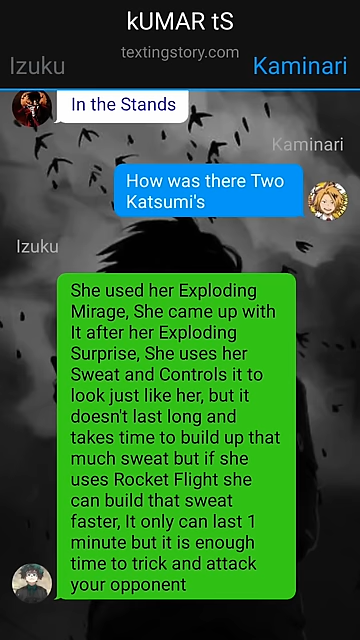 kUMAR tS
textingstory.com
Izuku
Kaminari
In the Stands
Kaminari
How was there Two
Katsumi's
Izuku
She used her Exploding
Mirage, She came up with
It after her Exploding
Surprise, She uses her
Sweat and Controls it to
look just like her, but it
doesn't last long and
takes time to build up that
much sweat but if she
uses Rocket Flight she
can build that sweat
faster, It only can last 1
minute but it is enough
time to trick and attack
your opponent